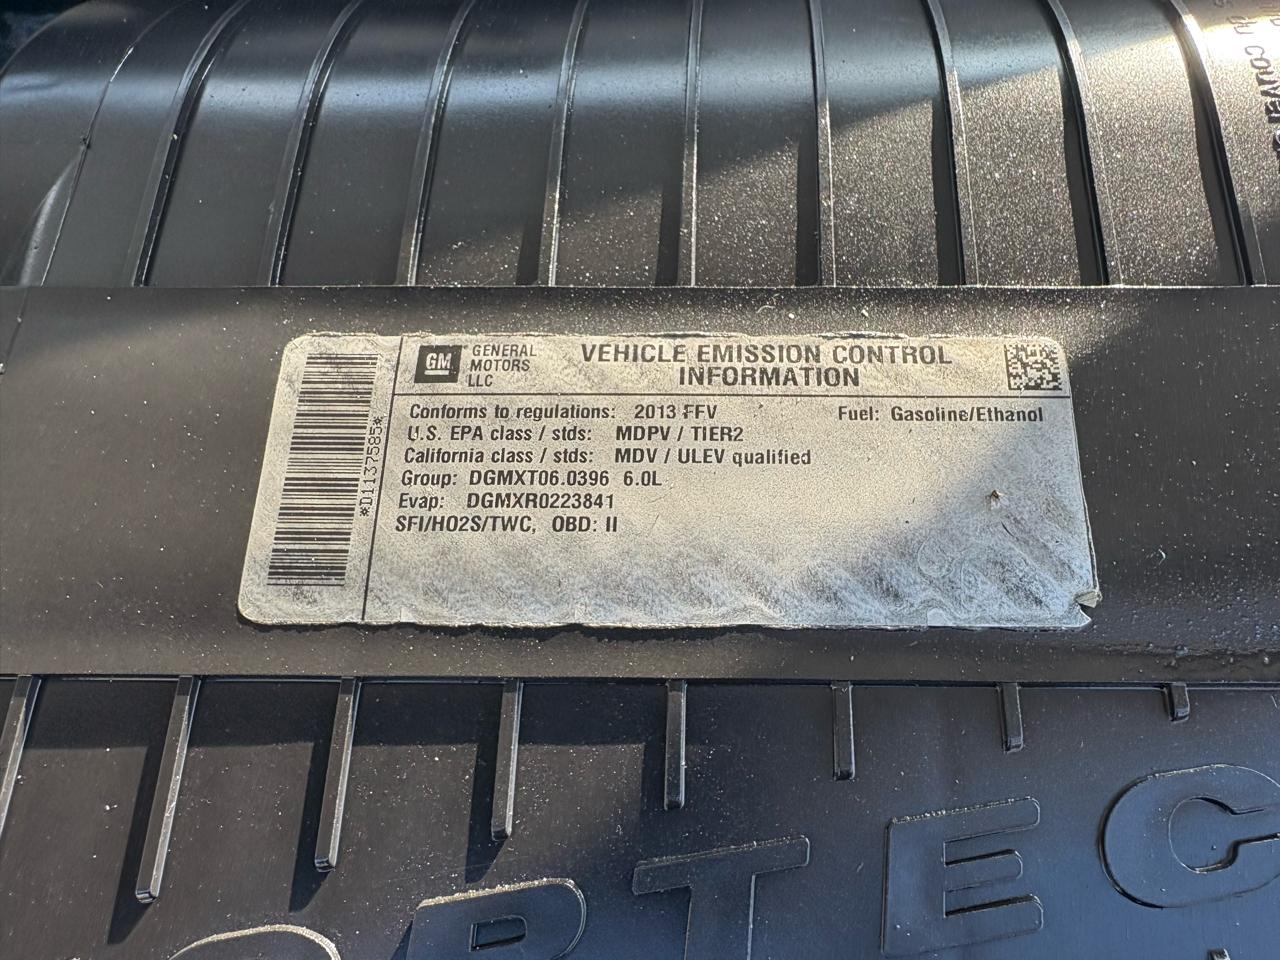 GM GENERAL MOTORS LLC
VEHICLE EMISSION CONTROL
INFORMATION
Conforms to regulations: 2013 FFV Fuel: Gasoline/Ethanol
U.S. EPA class / stds: MDPV / TIER2
California class / stds: MDV / ULEV qualified
Group: DGMXT06.0396 6.0L
Evap: DGMXR0223841
SFI/HO2S/TWC, OBD: II
*D1137585*
ORTEC